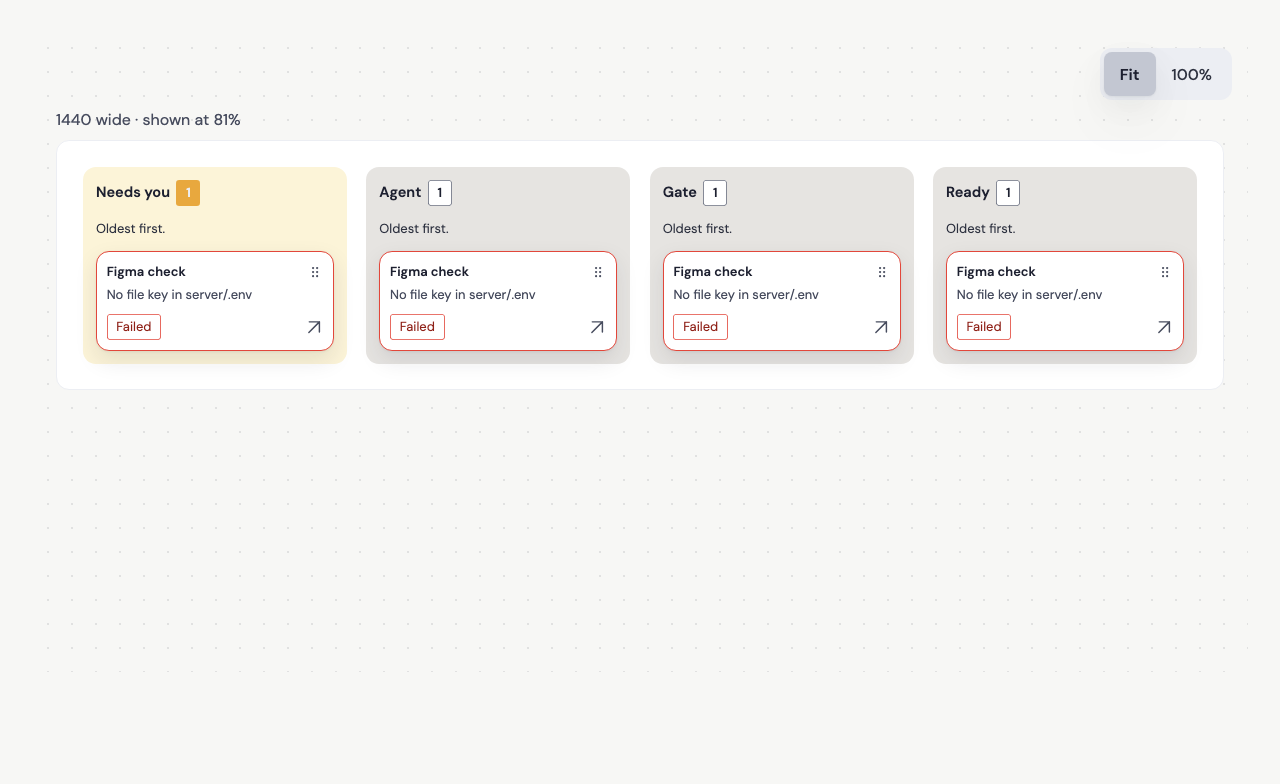 Fit 100%
1440 wide · shown at 81%
Needs you 1
Oldest first.
Figma check
No file key in server/.env
Failed
Agent 1
Oldest first.
Figma check
No file key in server/.env
Failed
Gate 1
Oldest first.
Figma check
No file key in server/.env
Failed
Ready 1
Oldest first.
Figma check
No file key in server/.env
Failed